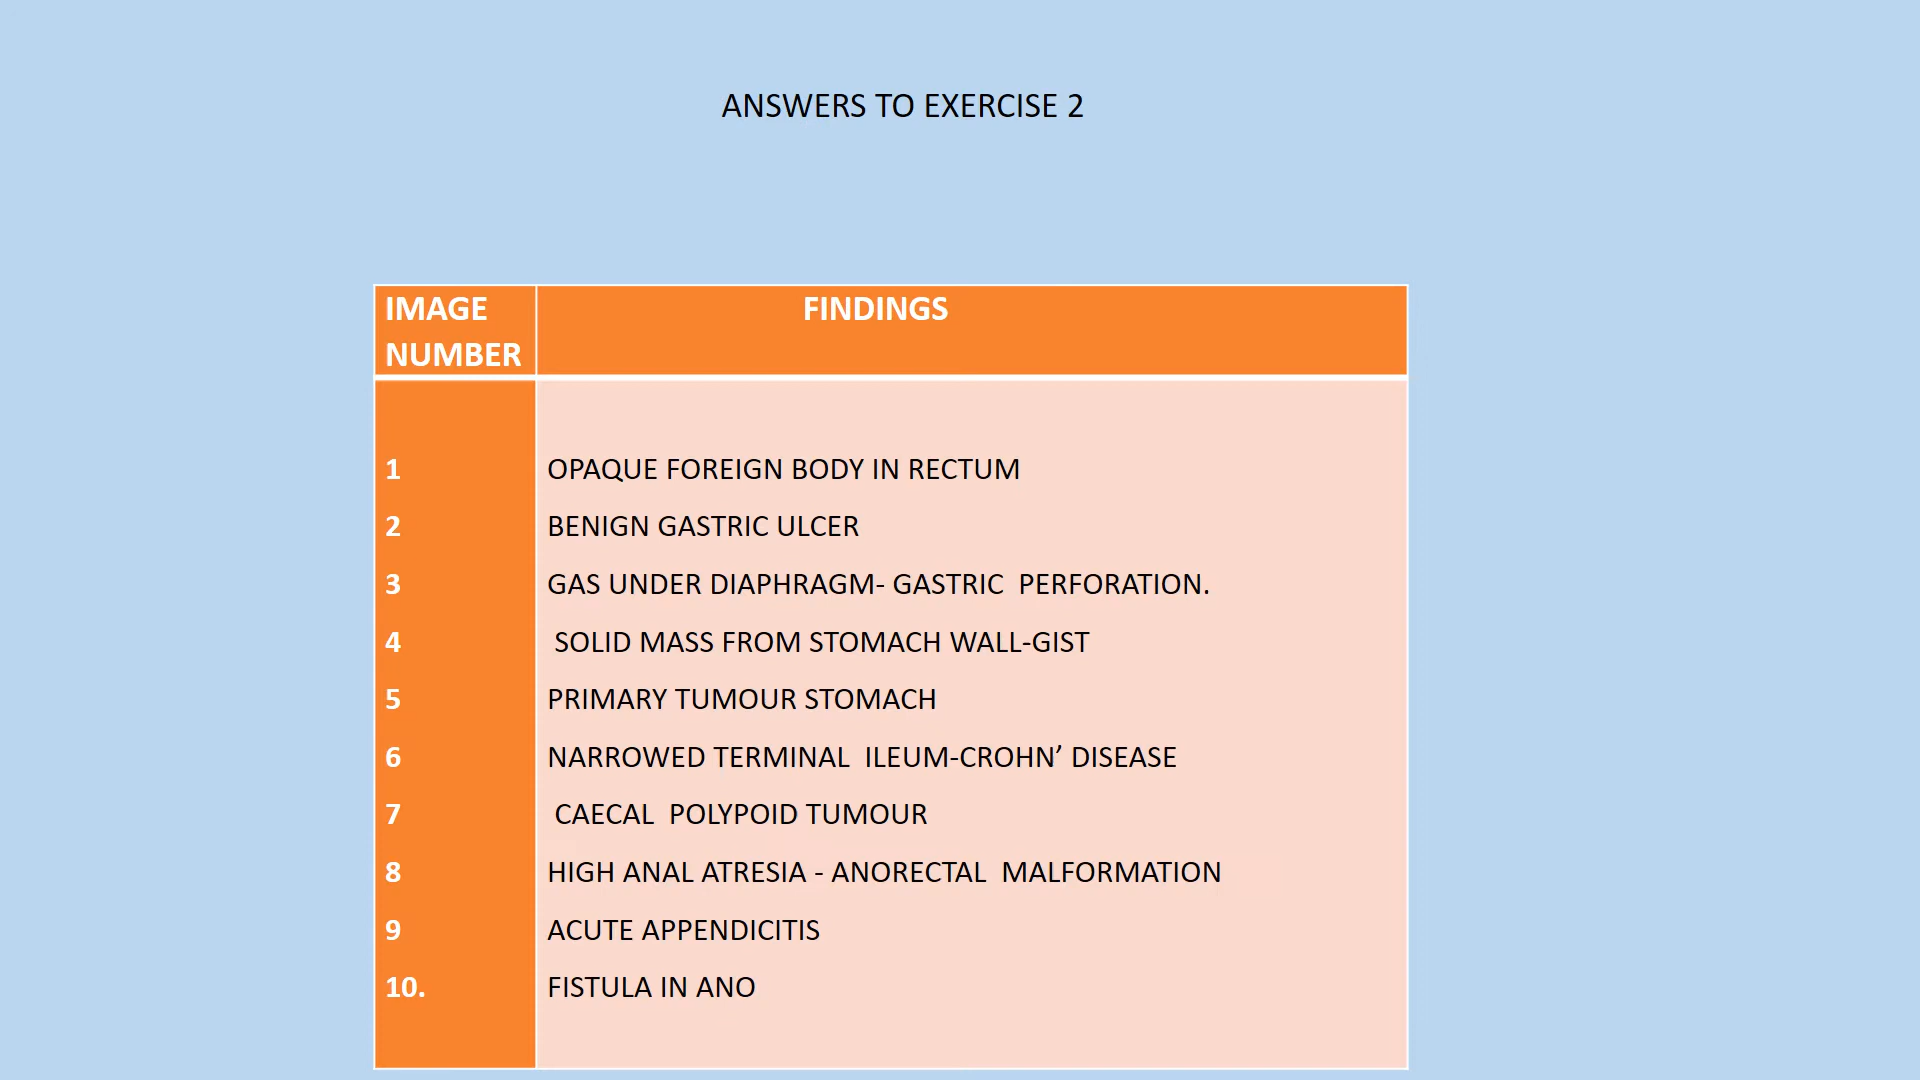 ANSWERS TO EXERCISE 2
IMAGE NUMBER FINDINGS
1 OPAQUE FOREIGN BODY IN RECTUM
2 BENIGN GASTRIC ULCER
3 GAS UNDER DIAPHRAGM- GASTRIC  PERFORATION.
4 SOLID MASS FROM STOMACH WALL-GIST
5 PRIMARY TUMOUR STOMACH
6 NARROWED TERMINAL  ILEUM-CROHN’ DISEASE
7 CAECAL  POLYPOID TUMOUR
8 HIGH ANAL ATRESIA - ANORECTAL  MALFORMATION
9 ACUTE APPENDICITIS
10. FISTULA IN ANO